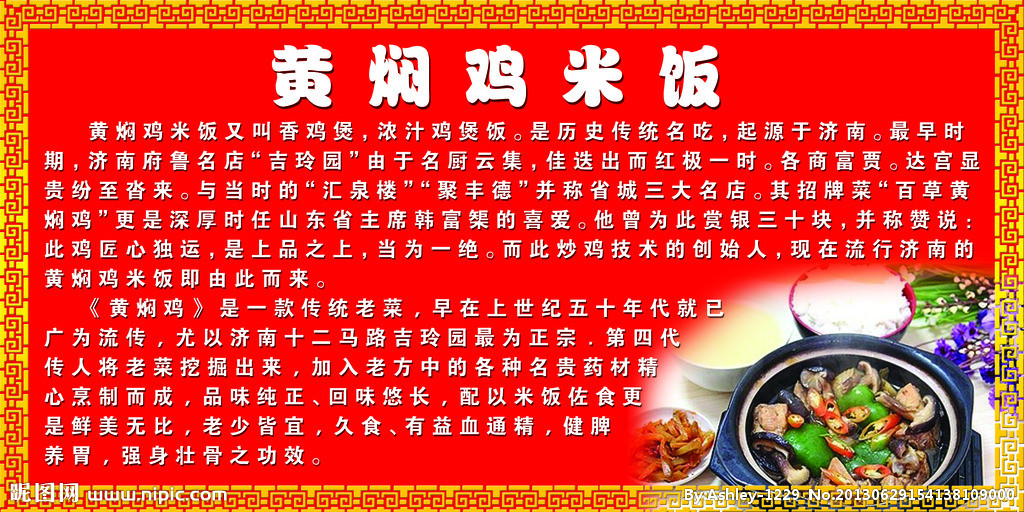 黄焖鸡米饭
黄焖鸡米饭又叫香鸡煲,浓汁鸡煲饭。是历史传统名吃,起源于济南。最早时
期,济南府鲁名店“吉玲园”由于名厨云集,佳迭出而红极一时。各商富贾。达宫显
贵纷至沓来。与当时的“汇泉楼”“聚丰德”并称省城三大名店。其招牌菜“百草黄
焖鸡”更是深厚时任山东省主席韩富榘的喜爱。他曾为此赏银三十块,并称赞说:
此鸡匠心独运,是上品之上,当为一绝。而此炒鸡技术的创始人,现在流行济南的
黄焖鸡米饭即由此而来。
《黄焖鸡》是一款传统老菜,早在上世纪五十年代就已
广为流传,尤以济南十二马路吉玲园最为正宗.第四代
传人将老菜挖掘出来,加入老方中的各种名贵药材精
心烹制而成,品味纯正、回味悠长,配以米饭佐食更
是鲜美无比,老少皆宜,久食、有益血通精,健脾
养胃,强身壮骨之功效。
昵图网 www.nipic.com
By:Ashley-1229 No.20130629154138109000